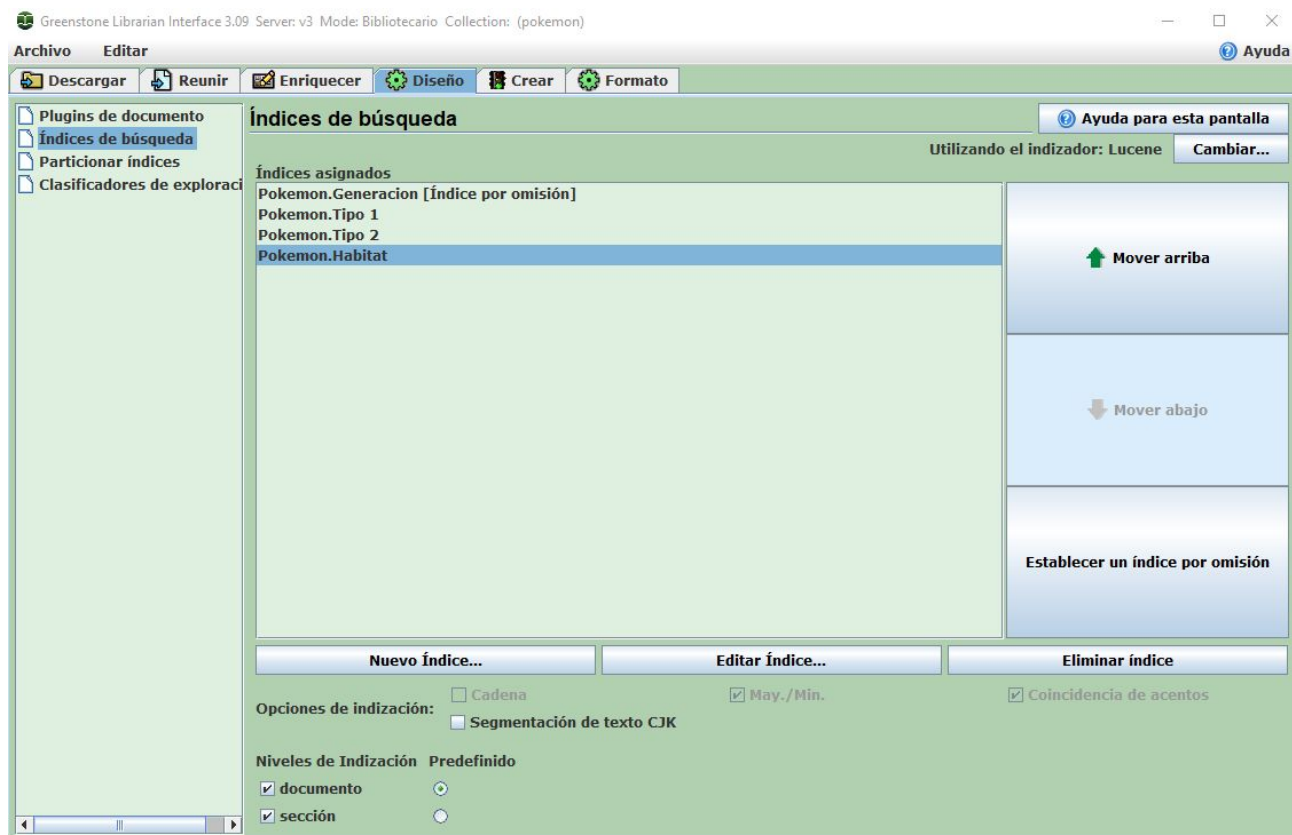 Greenstone Librarian Interface 3.09 Server: v3 Mode: Bibliotecario Collection: (pokemon)
Archivo Editar Ayuda
Descargar Reunir Enriquecer Diseño Crear Formato
Plugins de documento
Índices de búsqueda
Particionar índices
Clasificadores de exploraci
Índices de búsqueda
Ayuda para esta pantalla
Utilizando el indizador: Lucene Cambiar...
Índices asignados
Pokemon.Generacion [Índice por omisión]
Pokemon.Tipo 1
Pokemon.Tipo 2
Pokemon.Habitat
Mover arriba
Mover abajo
Establecer un índice por omisión
Nuevo Índice... Editar Índice... Eliminar índice
Opciones de indización: Cadena May./Min. Coincidencia de acentos
Segmentación de texto CJK
Niveles de Indización Predefinido
documento
sección